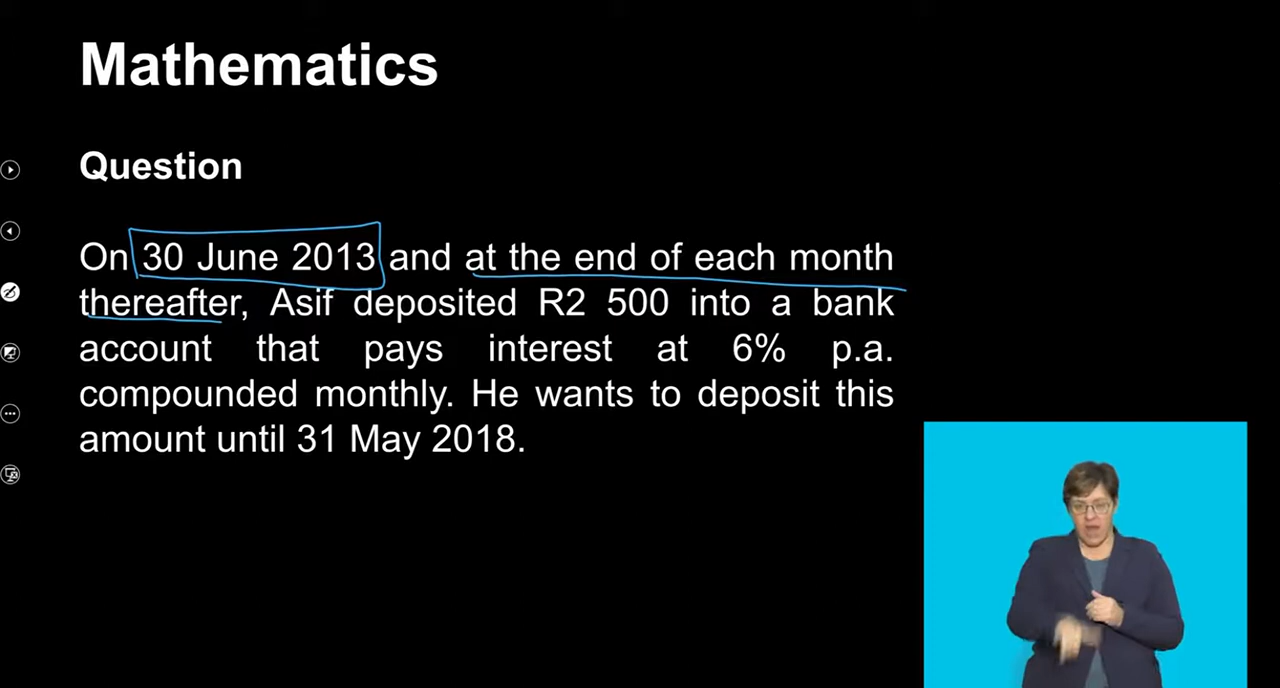 Mathematics
Question
On 30 June 2013 and at the end of each month
thereafter, Asif deposited R2 500 into a bank
account that pays interest at 6% p.a.
compounded monthly. He wants to deposit this
amount until 31 May 2018.